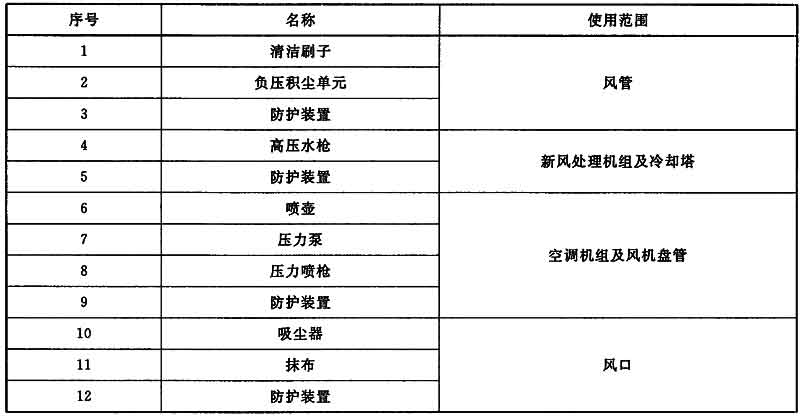 序号 名称 使用范围
1 清洁刷子 风管
2 负压积尘单元
3 防护装置
4 高压水枪 新风处理机组及冷却塔
5 防护装置
6 喷壶 空调机组及风机盘管
7 压力泵
8 压力喷枪
9 防护装置
10 吸尘器 风口
11 抹布
12 防护装置